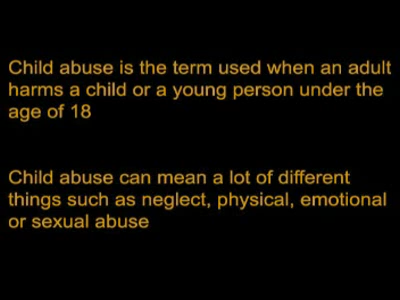 Child abuse is the term used when an adult
harms a child or a young person under the
age of 18
Child abuse can mean a lot of different
things such as neglect, physical, emotional
or sexual abuse